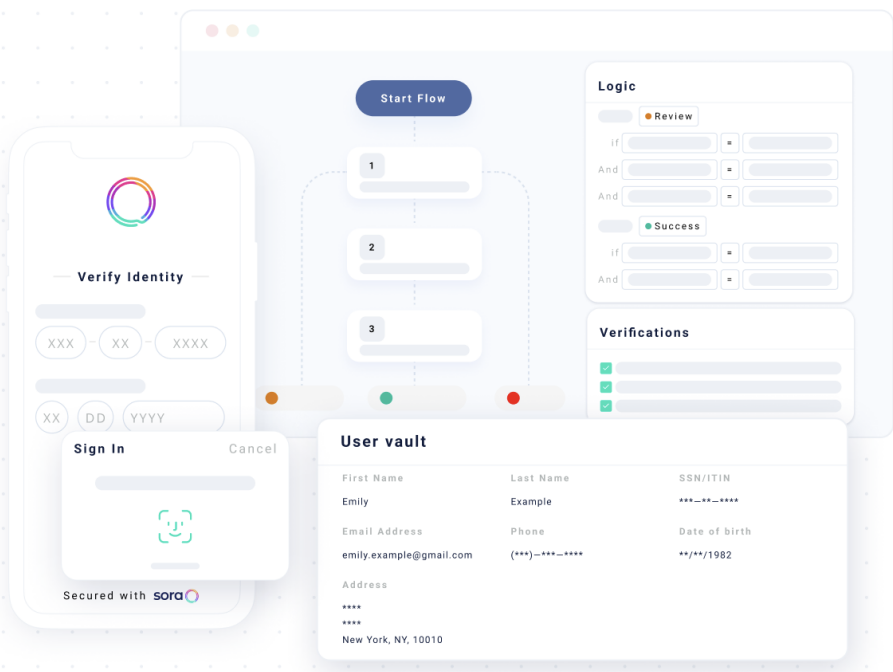 Start Flow
1
2
3
Logic
Review
if =
And =
And =
Success
if =
And =
Verifications
Verify Identity
XXX – XX – XXXX
XX DD YYYY
Sign In Cancel
Secured with sora
User vault
First Name Last Name SSN/ITIN
Emily Example ***–**–****
Email Address Phone Date of birth
emily.example@gmail.com (***)–***–**** **/**/1982
Address
****
****
New York, NY, 10010